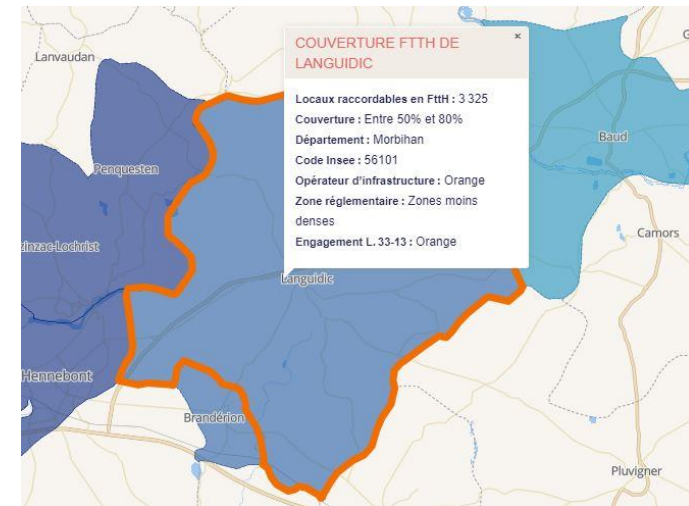 Lanvaudan
COUVERTURE FTTH DE
LANGUIDIC
×
Locaux raccordables en FttH : 3 325
Couverture : Entre 50% et 80%
Département : Morbihan
Code Insee : 56101
Opérateur d'infrastructure : Orange
Zone réglementaire : Zones moins
denses
Engagement L. 33-13 : Orange
G
Baud
Penquesten
Camors
zinzac-Lochrist
Languidic
Hennebont
Brandérion
Pluvigner